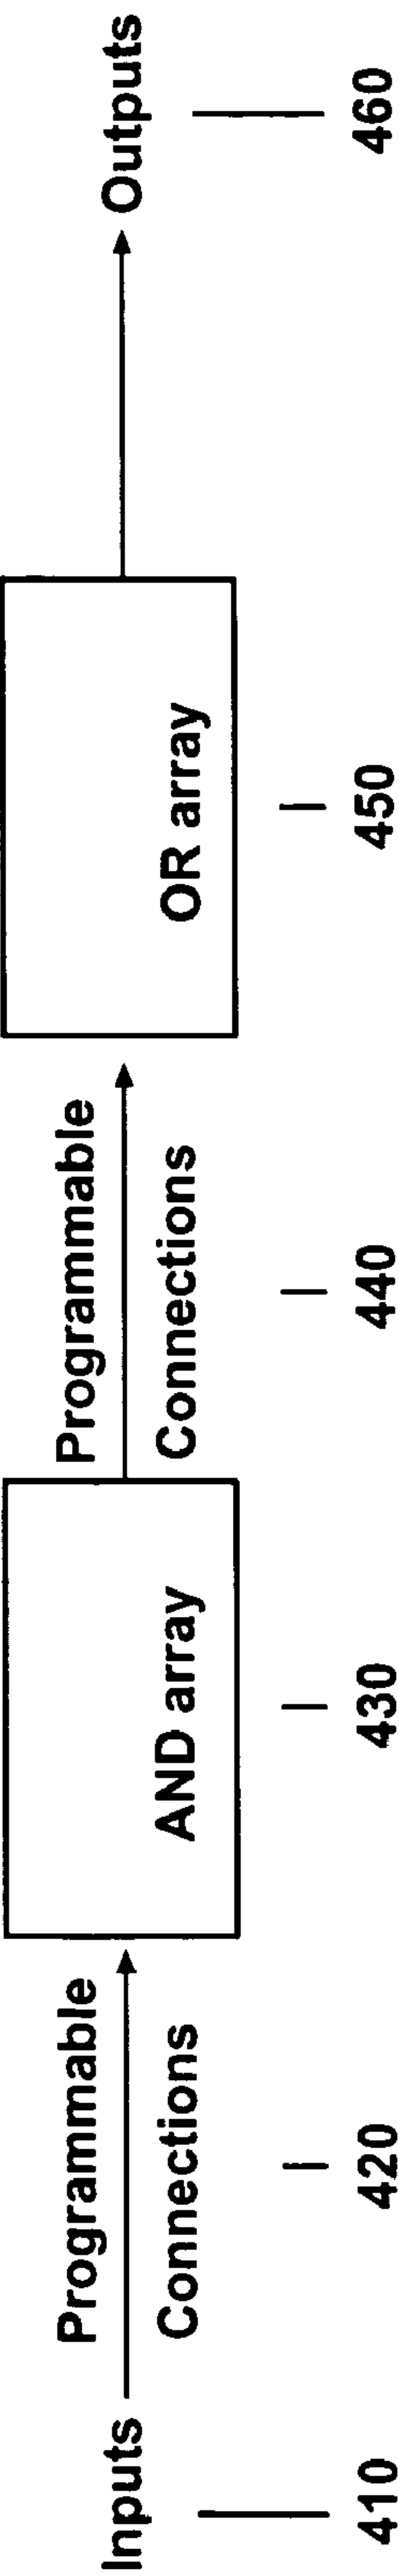 Inputs
Programmable
Connections
AND array
Programmable
Connections
OR array
Outputs
410
420
430
440
450
460